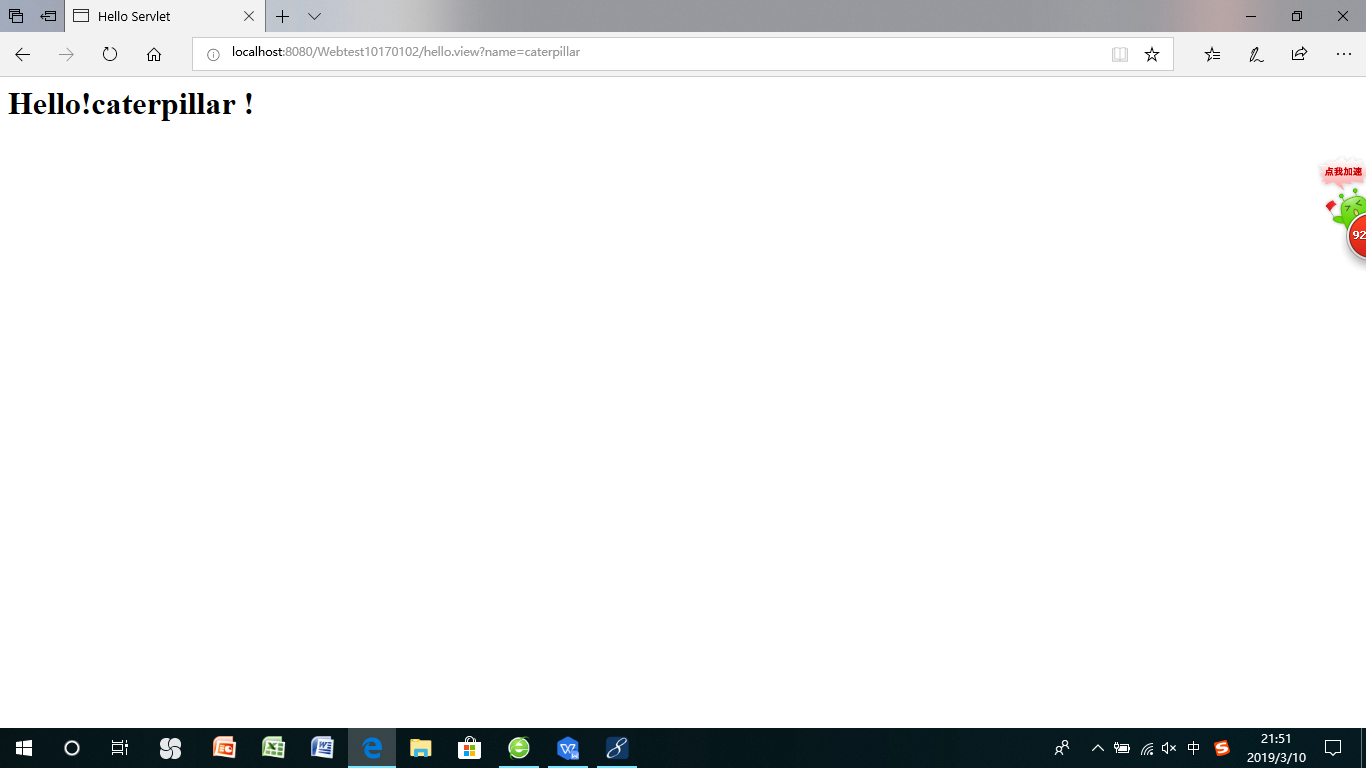 Hello Servlet
localhost:8080/Webtest10170102/hello.view?name=caterpillar
Hello!caterpillar !
点我加速
92
中
21:51
2019/3/10